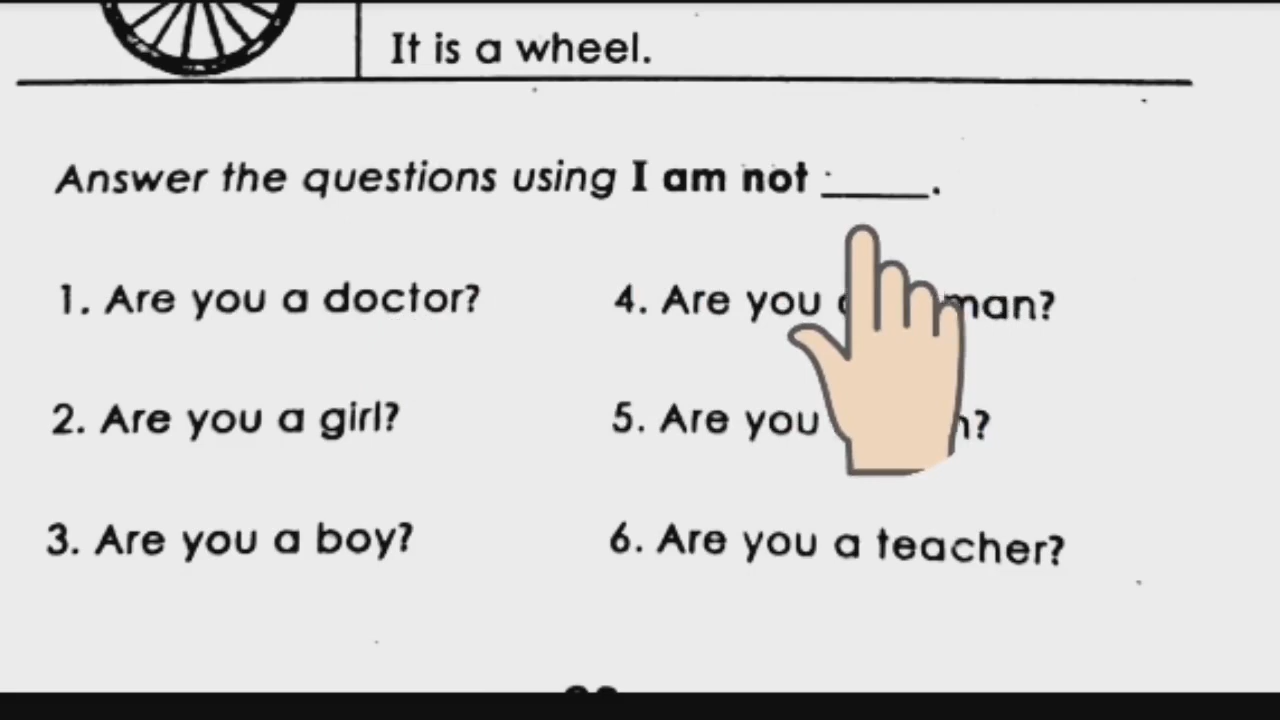 It is a wheel.
Answer the questions using I am not _____.
1. Are you a doctor?
2. Are you a girl?
3. Are you a boy?
4. Are you man?
5. Are you
6. Are you a teacher?